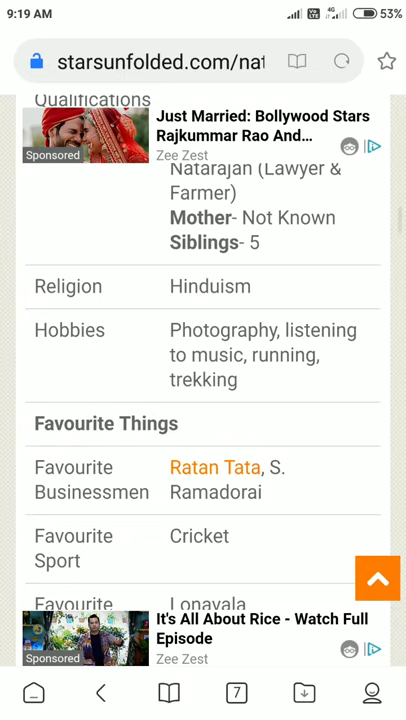 9:19 AM
Vo
LTE
4G
53%
starsunfolded.com/nat
Qualifications
Just Married: Bollywood Stars
Rajkummar Rao And...
Sponsored
Zee Zest
Natarajan (Lawyer &
Farmer)
Mother- Not Known
Siblings- 5
Religion
Hinduism
Hobbies
Photography, listening
to music, running,
trekking
Favourite Things
Favourite
Businessmen
Ratan Tata, S.
Ramadorai
Favourite
Sport
Cricket
Favourite
Lonavala
It's All About Rice - Watch Full
Episode
Sponsored
Zee Zest
7